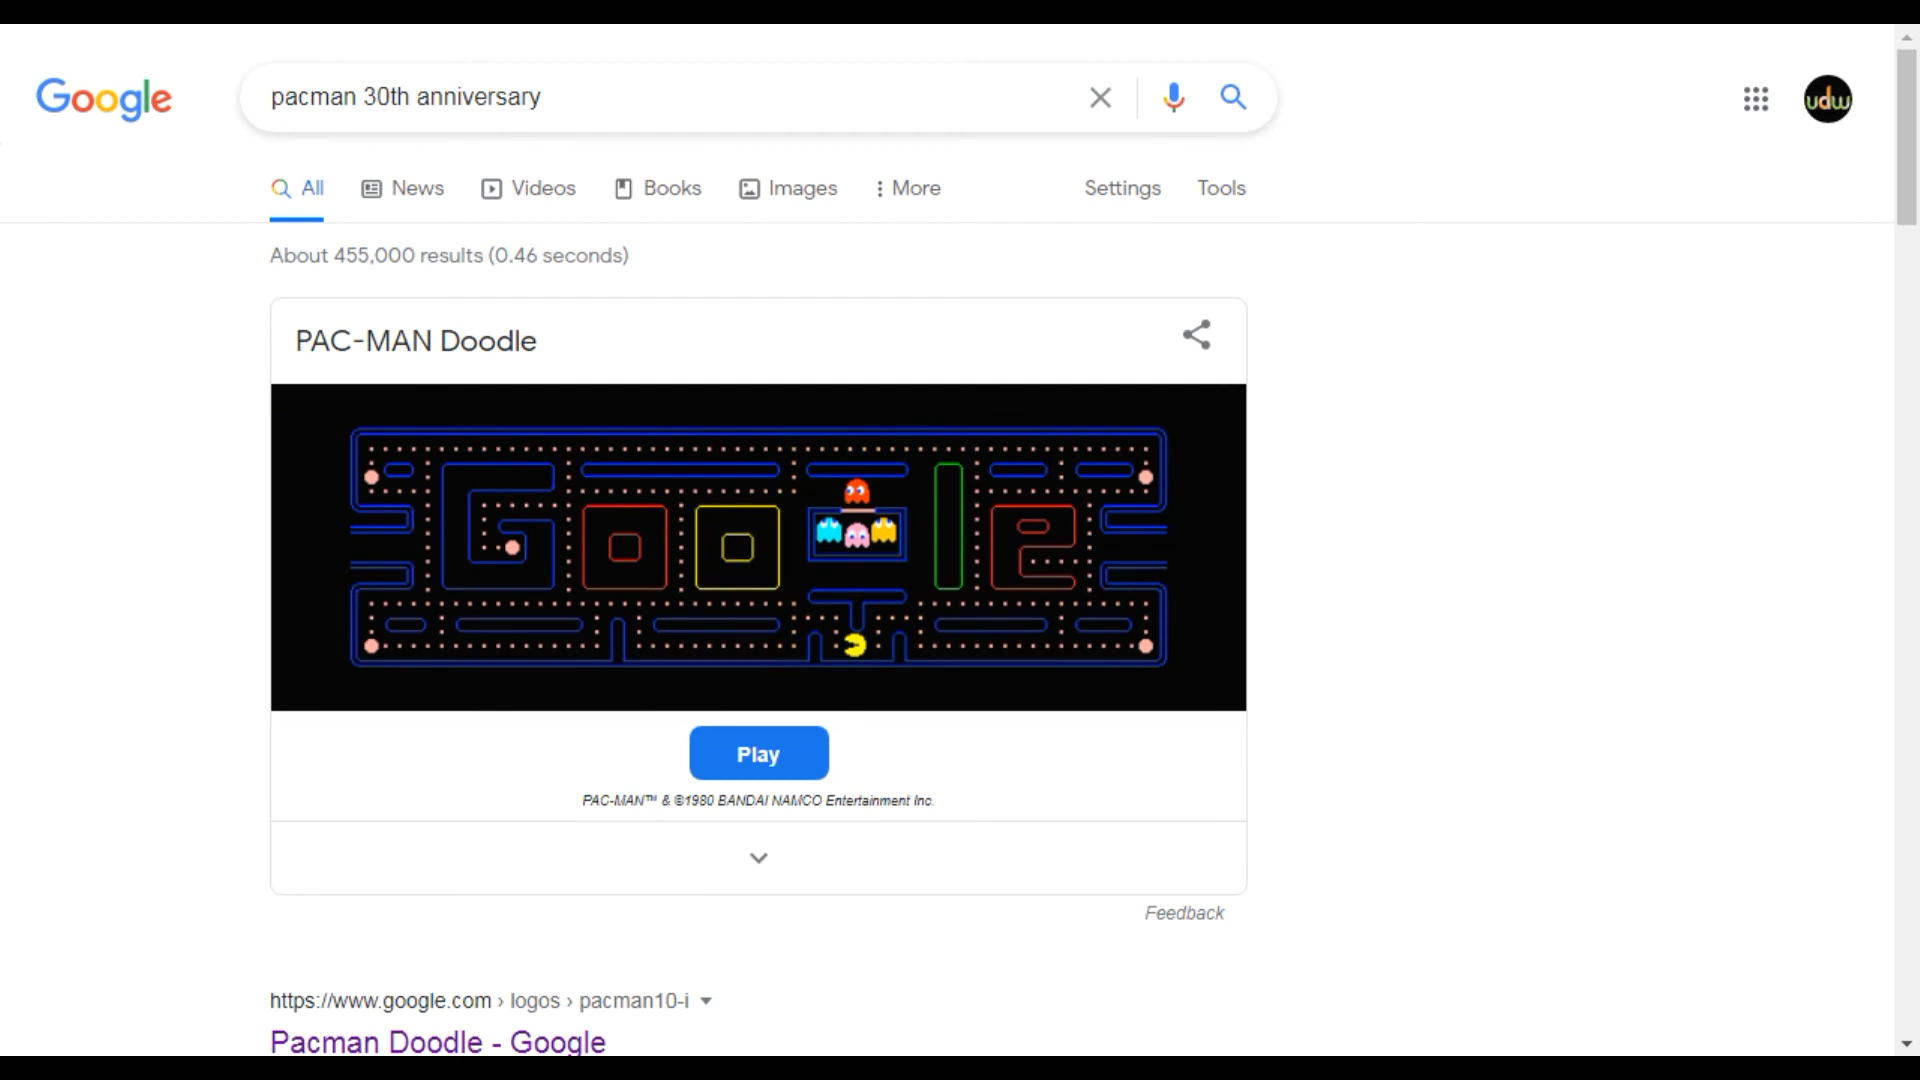 Google
pacman 30th anniversary
udw
All News Videos Books Images More Settings Tools
About 455,000 results (0.46 seconds)
PAC-MAN Doodle
Google
Play
PAC-MAN™ & ©1980 BANDAI NAMCO Entertainment Inc.
Feedback
https://www.google.com › logos › pacman10-i
Pacman Doodle - Google